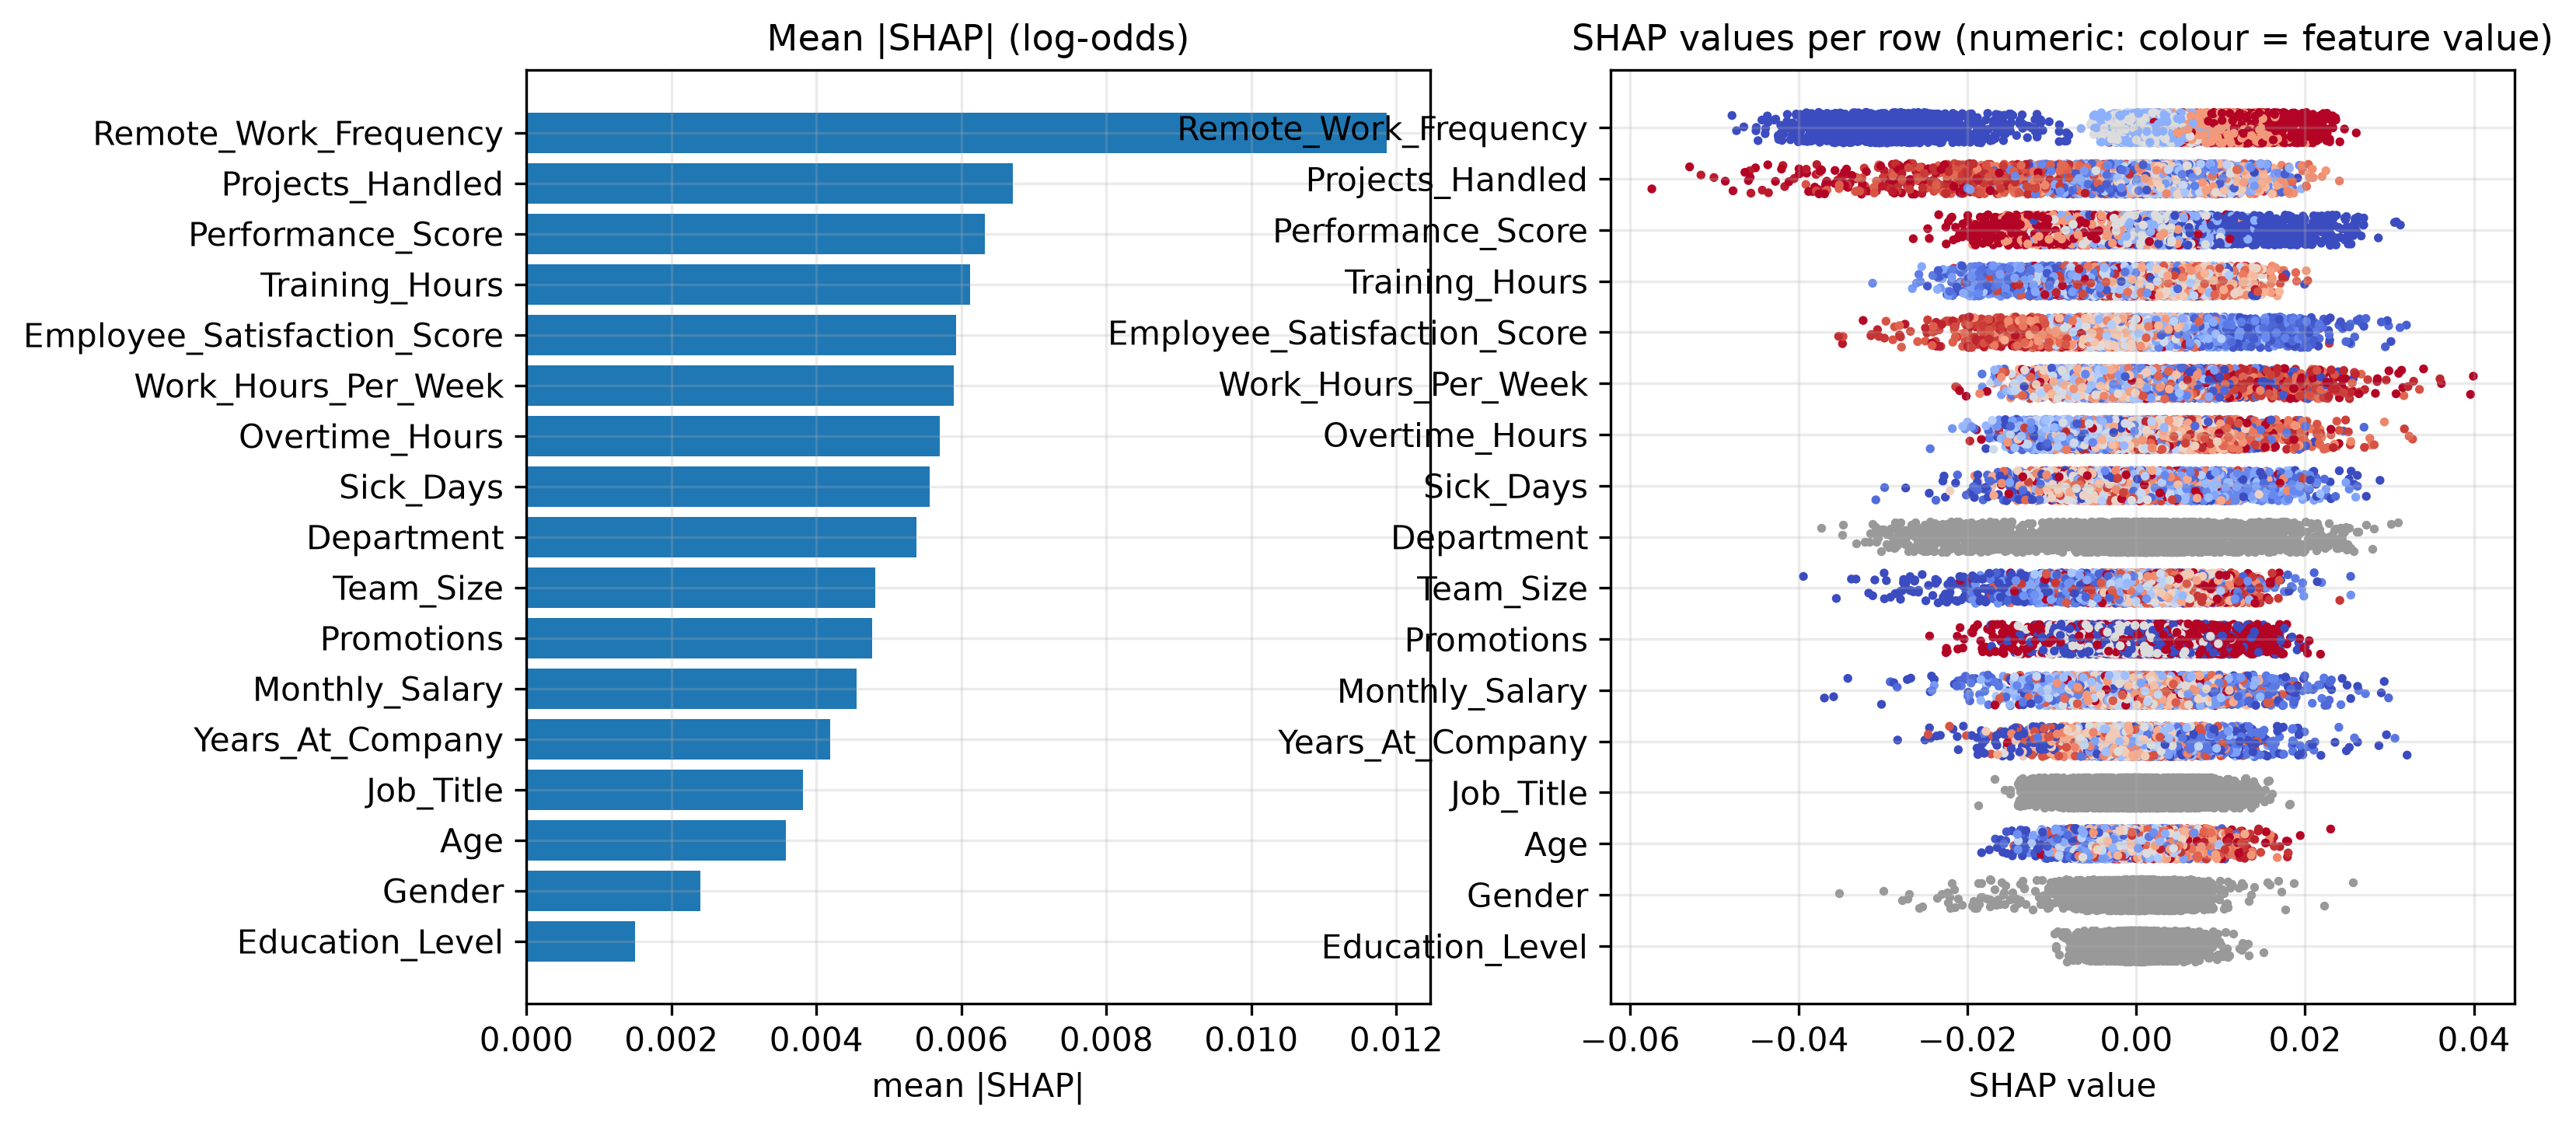 Mean |SHAP| (log-odds)
Remote_Work_Frequency
Projects_Handled
Performance_Score
Training_Hours
Employee_Satisfaction_Score
Work_Hours_Per_Week
Overtime_Hours
Sick_Days
Department
Team_Size
Promotions
Monthly_Salary
Years_At_Company
Job_Title
Age
Gender
Education_Level
0.000 0.002 0.004 0.006 0.008 0.010 0.012
mean |SHAP|
SHAP values per row (numeric: colour = feature value)
Remote_Work_Frequency
Projects_Handled
Performance_Score
Training_Hours
Employee_Satisfaction_Score
Work_Hours_Per_Week
Overtime_Hours
Sick_Days
Department
Team_Size
Promotions
Monthly_Salary
Years_At_Company
Job_Title
Age
Gender
Education_Level
−0.06 −0.04 −0.02 0.00 0.02 0.04
SHAP value